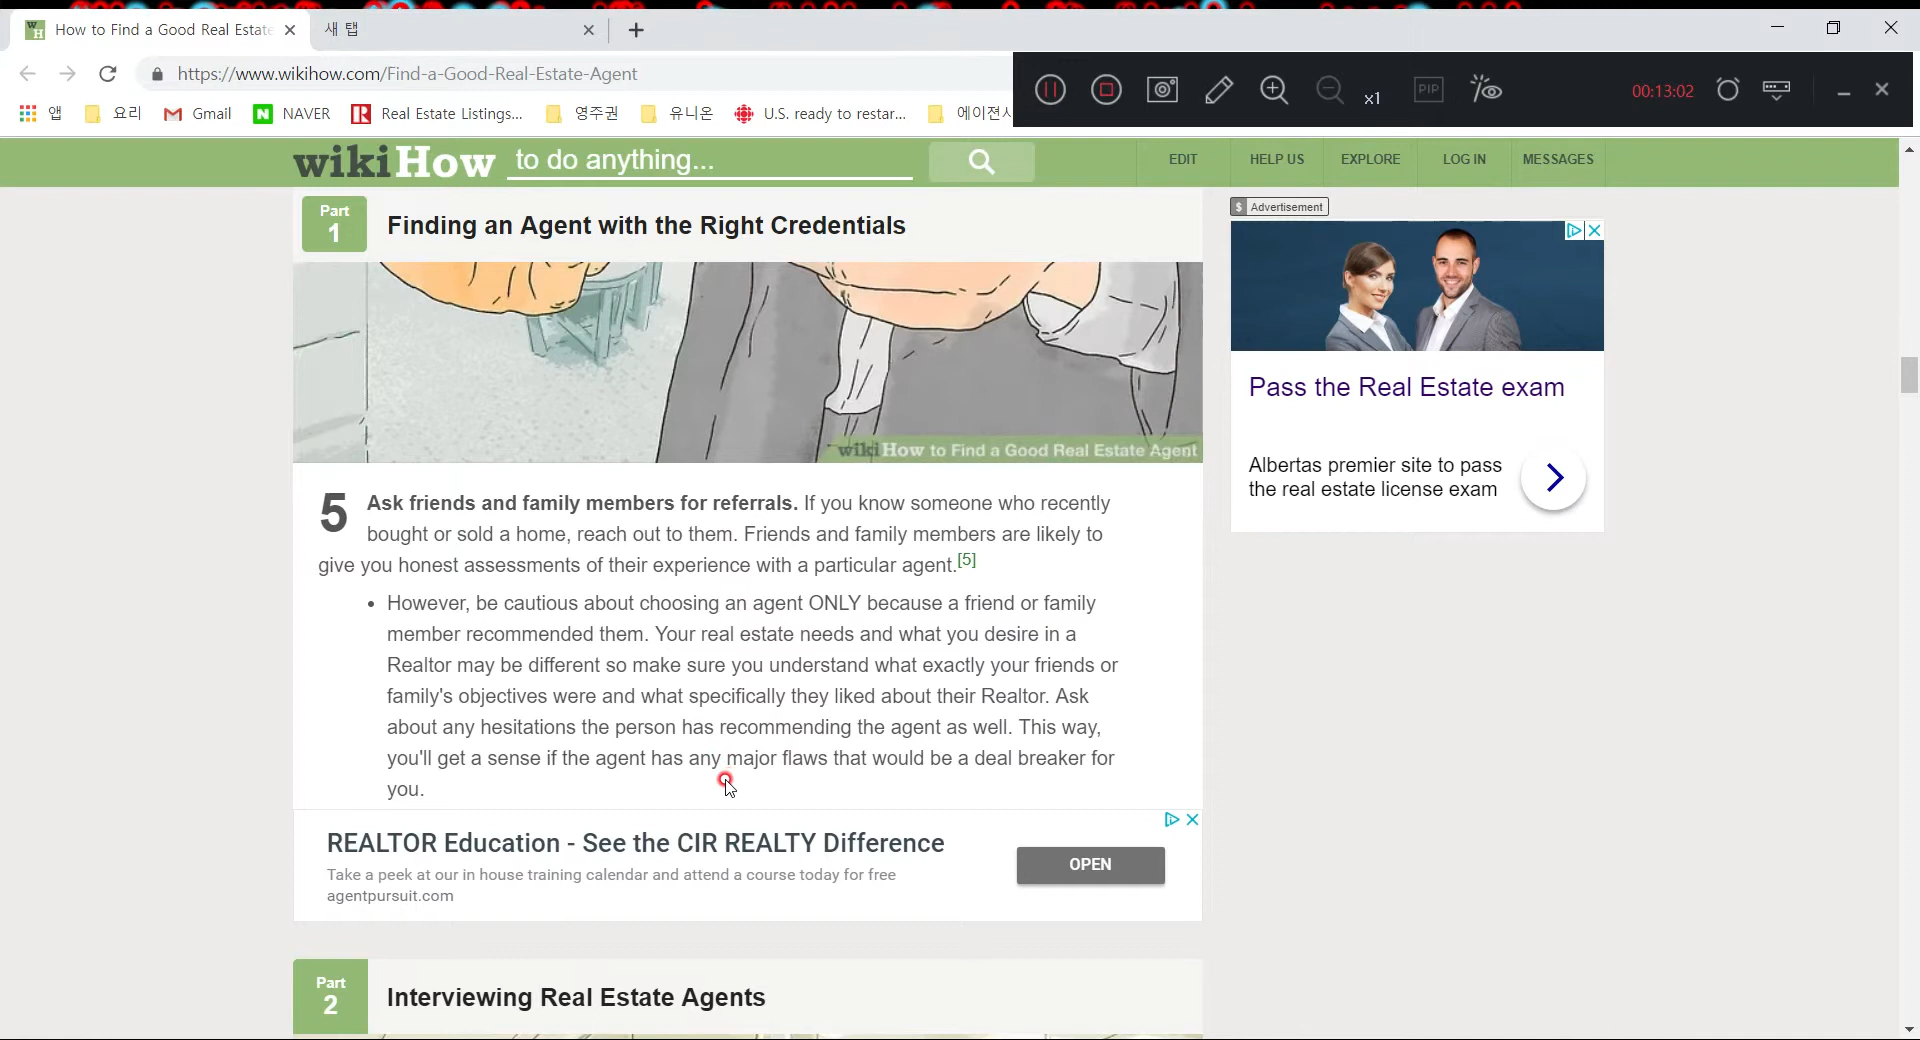 How to Find a Good Real Estate
새 탭
https://www.wikihow.com/Find-a-Good-Real-Estate-Agent
x1
PIP
00:13:02
앱
요리
Gmail
NAVER
Real Estate Listings...
영주권
유니온
U.S. ready to restar...
에이전시
wikiHow to do anything...
EDIT
HELP US
EXPLORE
LOG IN
MESSAGES
Part
1
Finding an Agent with the Right Credentials
$ Advertisement
wikiHow to Find a Good Real Estate Agent
Pass the Real Estate exam
Albertas premier site to pass
the real estate license exam
5 Ask friends and family members for referrals. If you know someone who recently
bought or sold a home, reach out to them. Friends and family members are likely to
give you honest assessments of their experience with a particular agent.[5]
• However, be cautious about choosing an agent ONLY because a friend or family
member recommended them. Your real estate needs and what you desire in a
Realtor may be different so make sure you understand what exactly your friends or
family's objectives were and what specifically they liked about their Realtor. Ask
about any hesitations the person has recommending the agent as well. This way,
you'll get a sense if the agent has any major flaws that would be a deal breaker for
you.
REALTOR Education - See the CIR REALTY Difference
Take a peek at our in house training calendar and attend a course today for free
agentpursuit.com
OPEN
Part
2
Interviewing Real Estate Agents